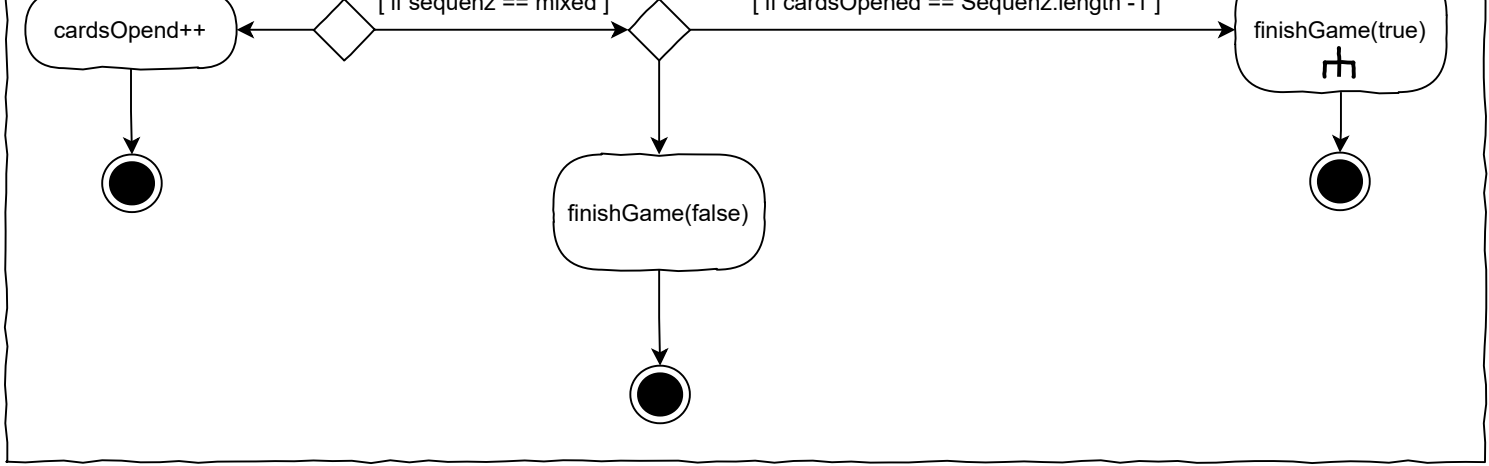 [ if sequenz == mixed ]
[ if cardsOpened == Sequenz.length -1 ]
cardsOpend++
finishGame(true)
finishGame(false)